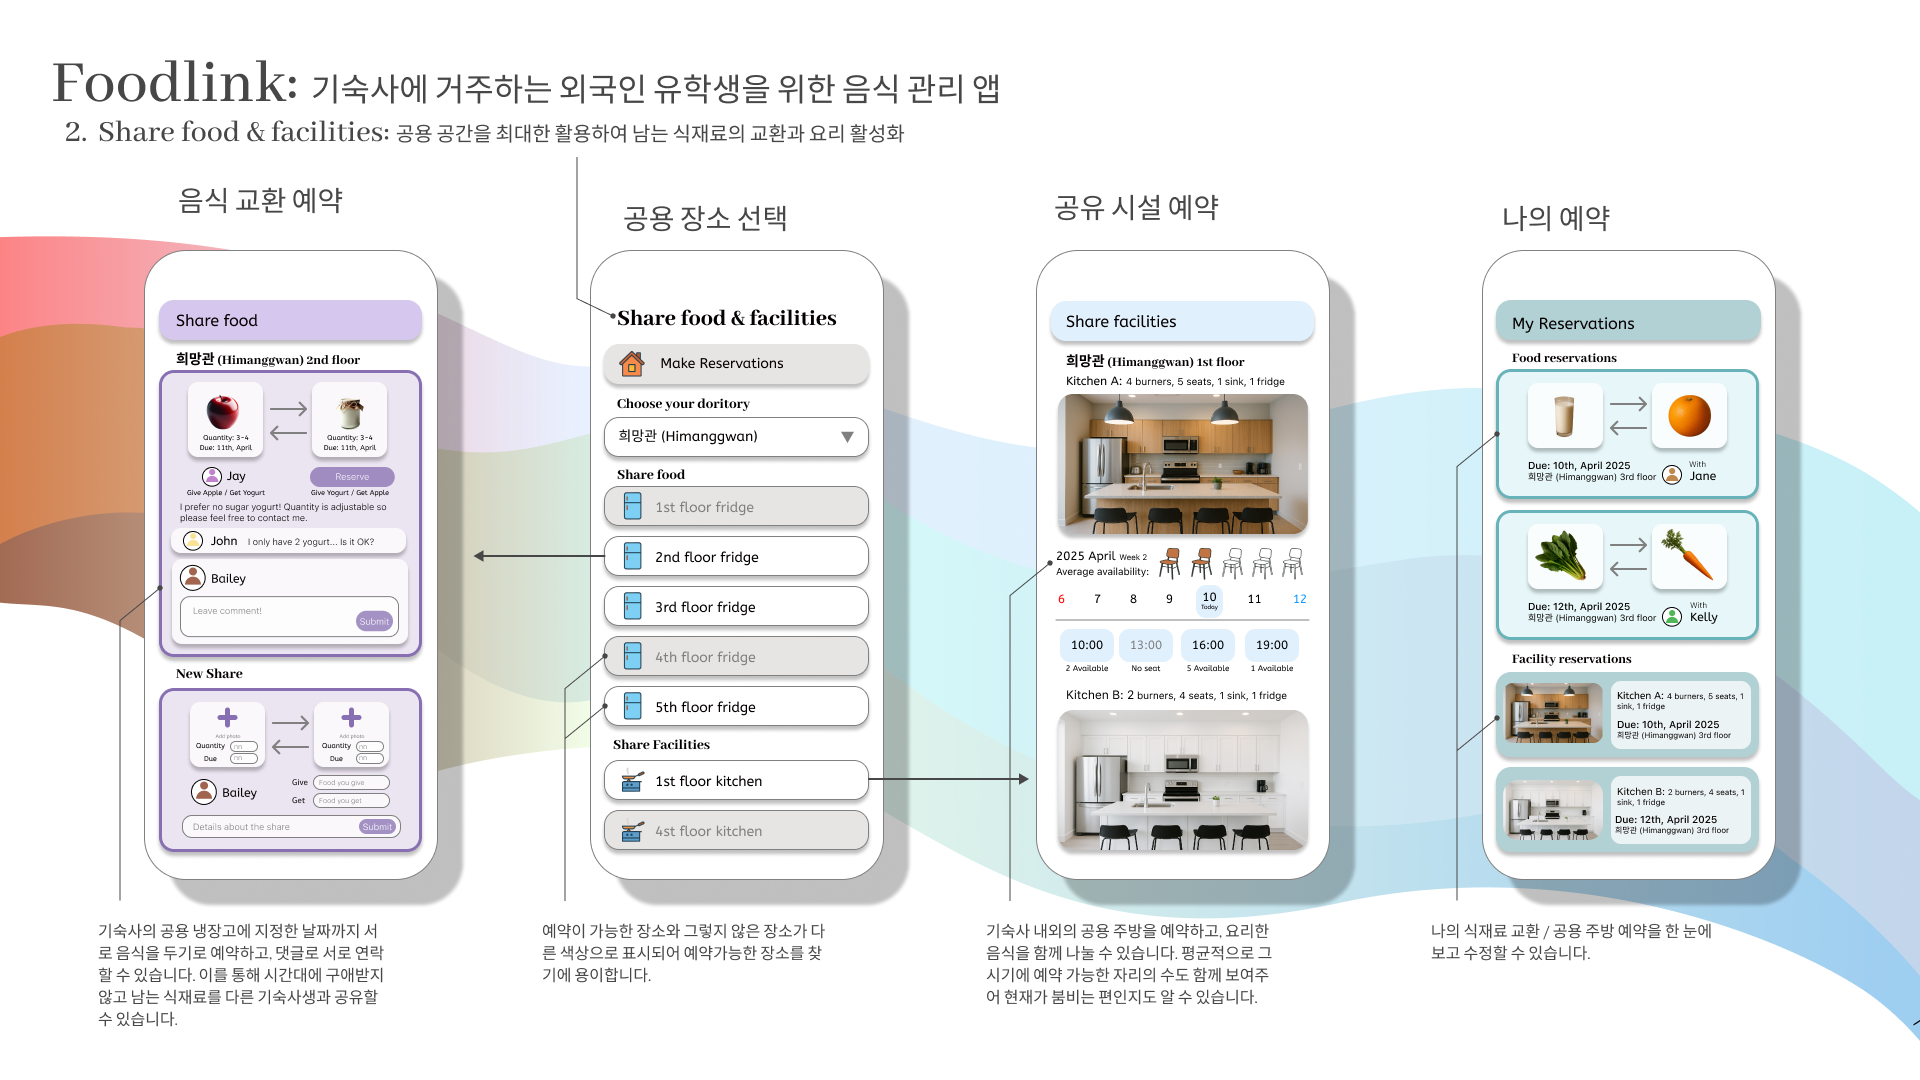 Foodlink: 기숙사에 거주하는 외국인 유학생을 위한 음식 관리 앱
2. Share food & facilities: 공용 공간을 최대한 활용하여 남는 식재료의 교환과 요리 활성화
음식 교환 예약
Share food
희망관 (Himanggwan) 2nd floor
Quantity: 3-4
Due: 11th, April
Quantity: 3-4
Due: 11th, April
Jay
Reserve
Give Apple / Get Yogurt
Give Yogurt / Get Apple
I prefer no sugar yogurt! Quantity is adjustable so
please feel free to contact me.
John I only have 2 yogurt... Is it OK?
Bailey
Leave comment!
Submit
New Share
Add photo
Quantity nn
Due nn
Add photo
Quantity nn
Due nn
Bailey
Give Food you give
Get Food you get
Details about the share
Submit
기숙사의 공용 냉장고에 지정한 날짜까지 서
로 음식을 두기로 예약하고, 댓글로 서로 연락
할 수 있습니다. 이를 통해 시간대에 구애받지
않고 남는 식재료를 다른 기숙사생과 공유할
수 있습니다.
공용 장소 선택
Share food & facilities
Make Reservations
Choose your doritory
희망관 (Himanggwan)
Share food
1st floor fridge
2nd floor fridge
3rd floor fridge
4th floor fridge
5th floor fridge
Share Facilities
1st floor kitchen
4st floor kitchen
예약이 가능한 장소와 그렇지 않은 장소가 다
른 색상으로 표시되어 예약가능한 장소를 찾
기에 용이합니다.
공유 시설 예약
Share facilities
희망관 (Himanggwan) 1st floor
Kitchen A: 4 burners, 5 seats, 1 sink, 1 fridge
2025 April Week 2
Average availability:
6 7 8 9 10 11 12
Today
10:00 13:00 16:00 19:00
2 Available No seat 5 Available 1 Available
Kitchen B: 2 burners, 4 seats, 1 sink, 1 fridge
기숙사 내외의 공용 주방을 예약하고, 요리한
음식을 함께 나눌 수 있습니다. 평균적으로 그
시기에 예약 가능한 자리의 수도 함께 보여주
어 현재가 붐비는 편인지도 알 수 있습니다.
나의 예약
My Reservations
Food reservations
Due: 10th, April 2025
희망관 (Himanggwan) 3rd floor
With
Jane
Due: 12th, April 2025
희망관 (Himanggwan) 3rd floor
With
Kelly
Facility reservations
Kitchen A: 4 burners, 5 seats, 1
sink, 1 fridge
Due: 10th, April 2025
희망관 (Himanggwan) 3rd floor
Kitchen B: 2 burners, 4 seats, 1
sink, 1 fridge
Due: 12th, April 2025
희망관 (Himanggwan) 3rd floor
나의 식재료 교환 / 공용 주방 예약을 한 눈에
보고 수정할 수 있습니다.